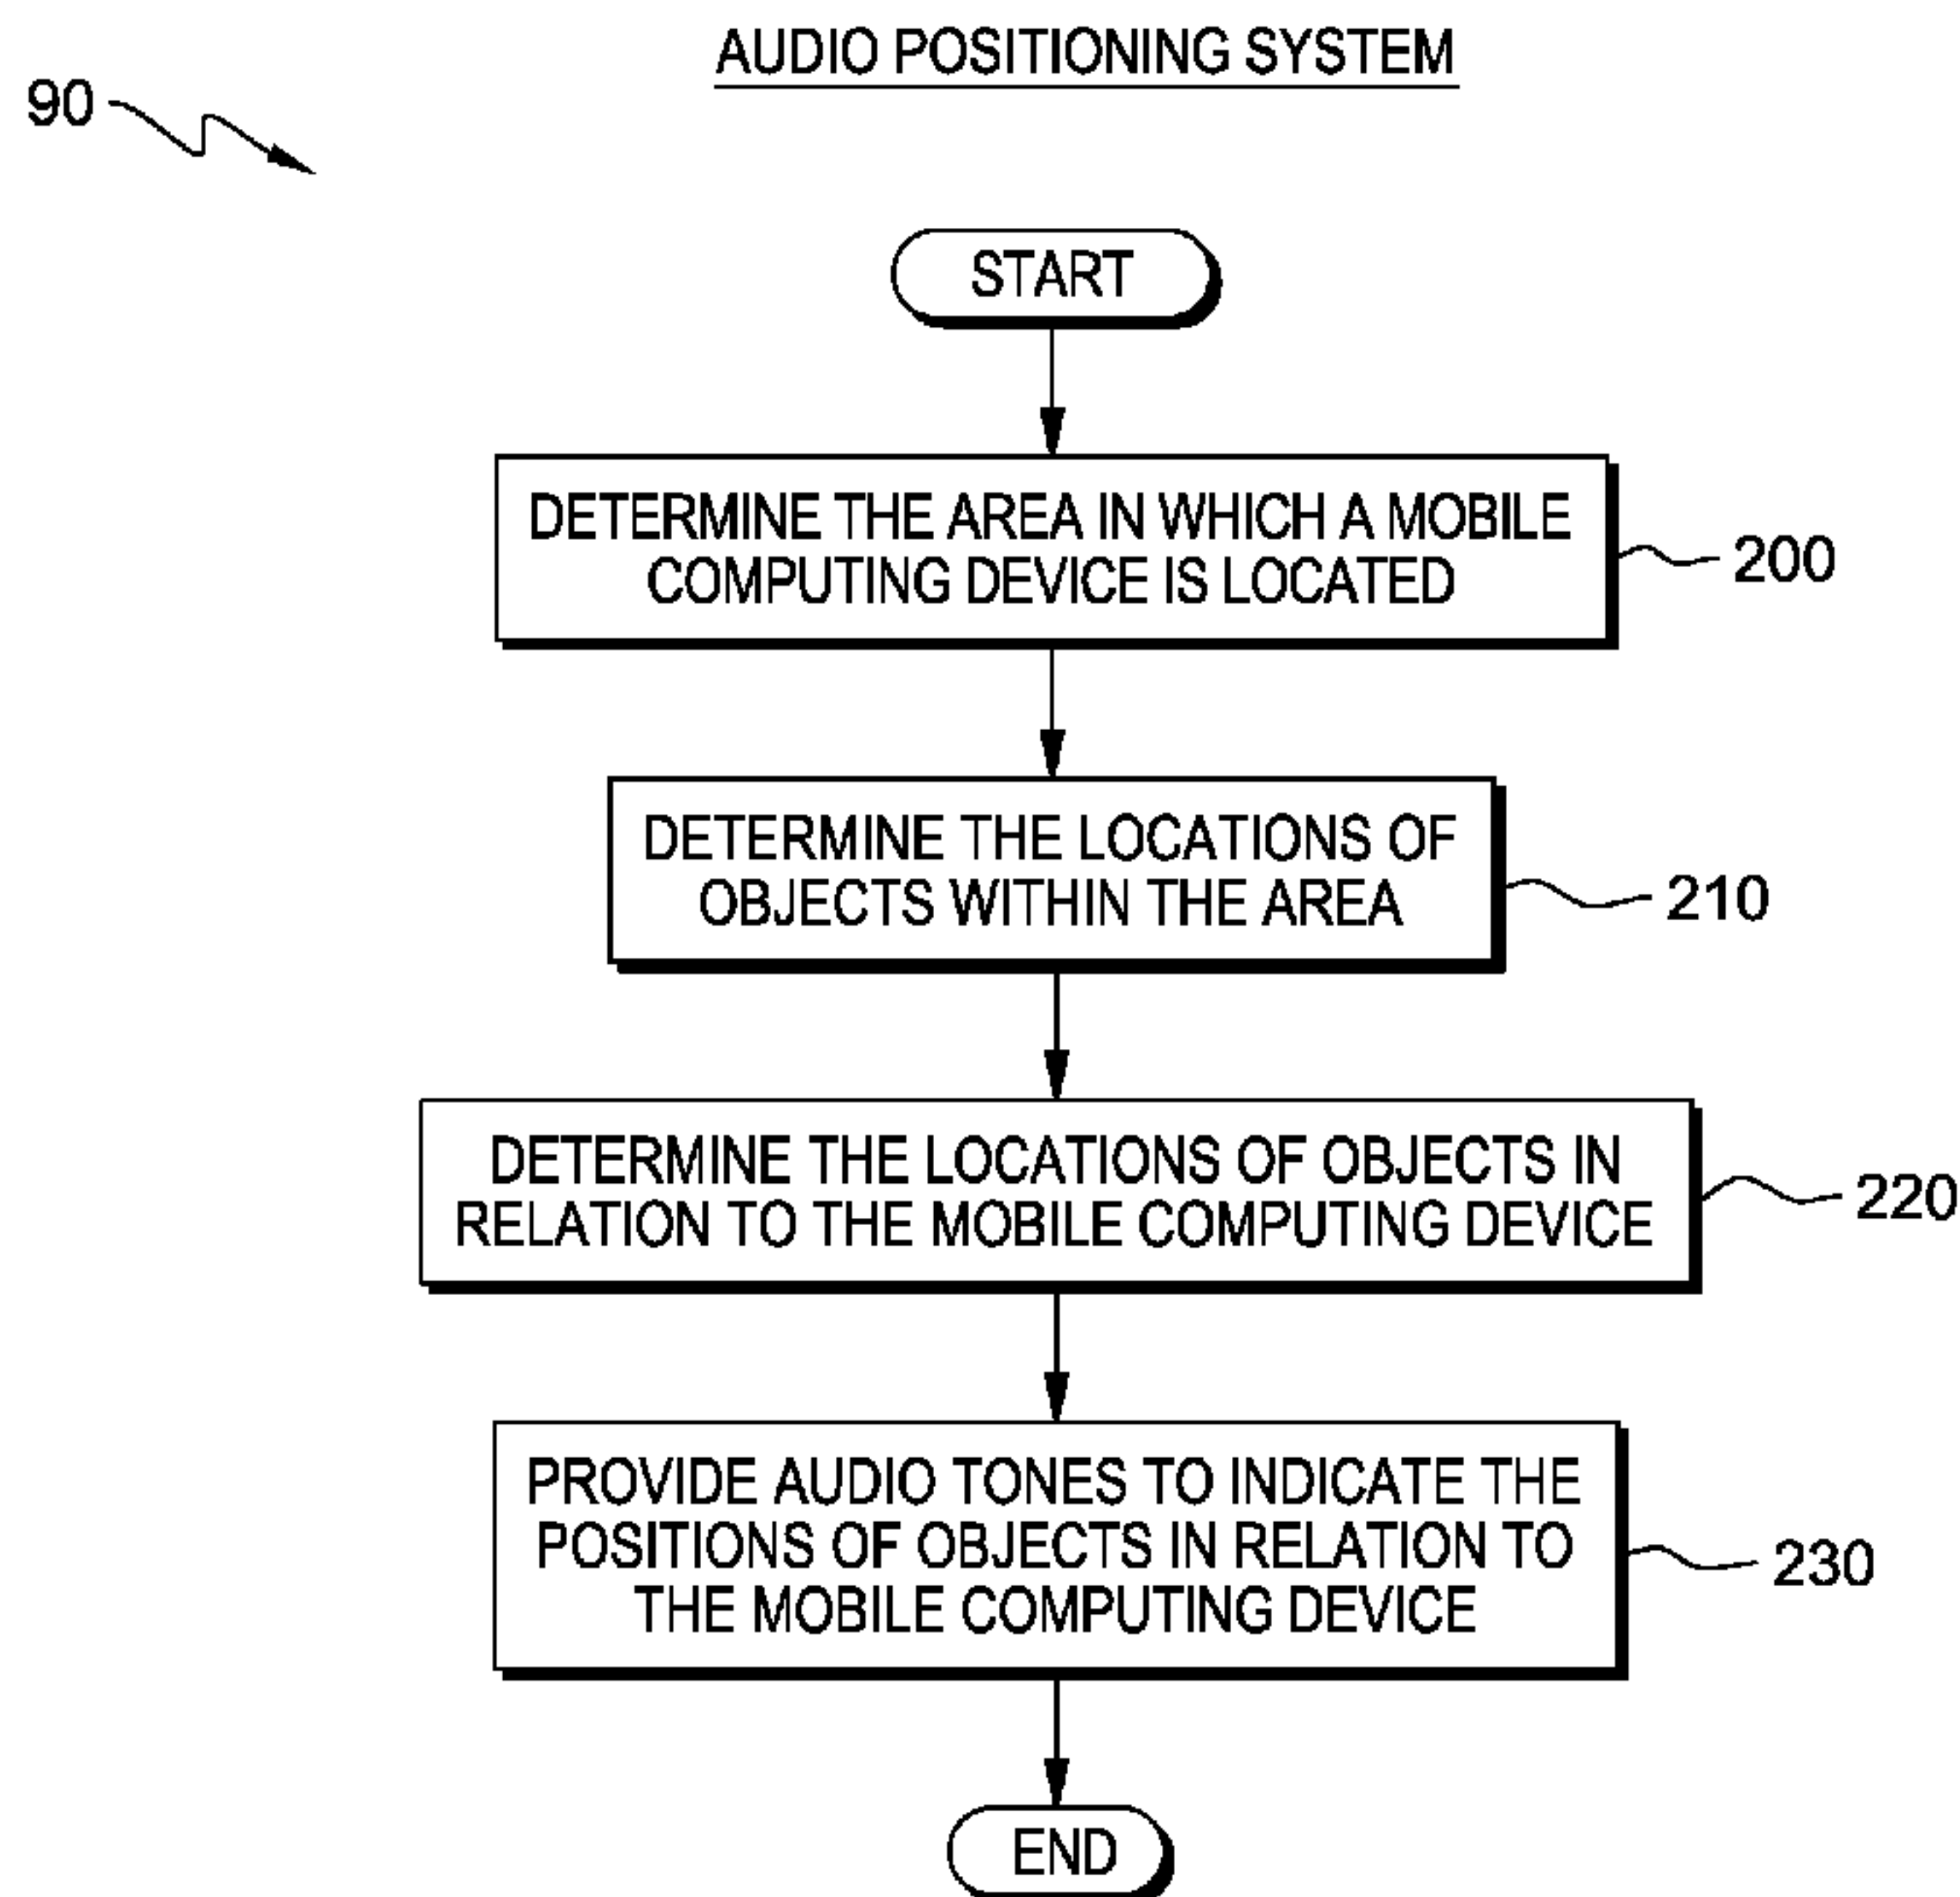 AUDIO POSITIONING SYSTEM
90
START
DETERMINE THE AREA IN WHICH A MOBILE
COMPUTING DEVICE IS LOCATED
200
DETERMINE THE LOCATIONS OF
OBJECTS WITHIN THE AREA
210
DETERMINE THE LOCATIONS OF OBJECTS IN
RELATION TO THE MOBILE COMPUTING DEVICE
220
PROVIDE AUDIO TONES TO INDICATE THE
POSITIONS OF OBJECTS IN RELATION TO
THE MOBILE COMPUTING DEVICE
230
END